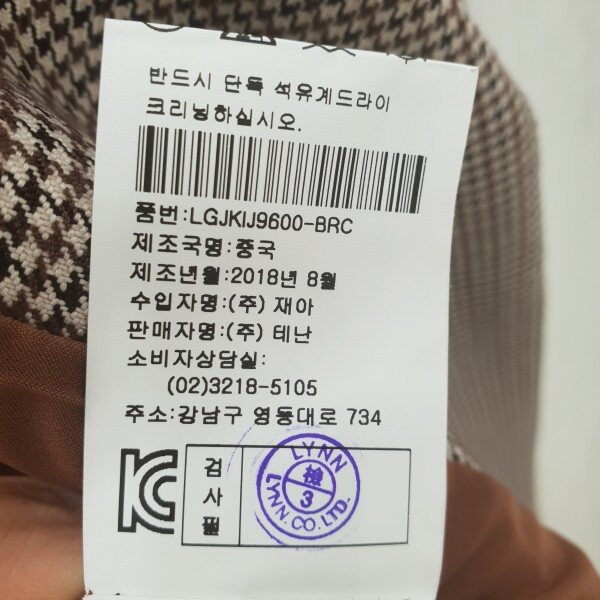 반드시 단독 석유계드라이
크리닝하십시오.
품번:LGJKIJ9600-BRC
제조국명:중국
제조년월:2018년 8월
수입자명:(주) 재아
판매자명:(주) 테난
소비자상담실:
(02)3218-5105
주소:강남구 영동대로 734
검
사
필
LYNN
檢
3
LYNN.CO.LTD.